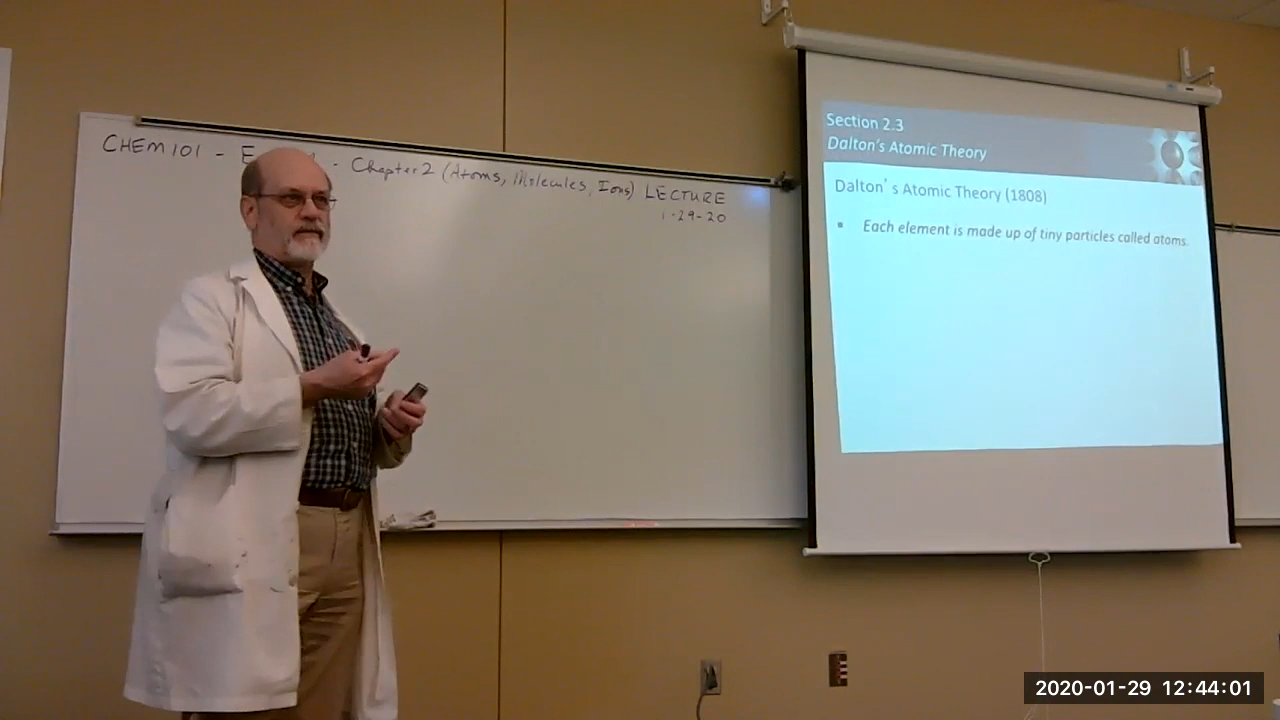 CHEM 101 - - Chapter 2 (Atoms, Molecules, Ions) LECTURE
1-29-20
Section 2.3
Dalton's Atomic Theory
Dalton's Atomic Theory (1808)
• Each element is made up of tiny particles called atoms.
2020-01-29 12:44:01